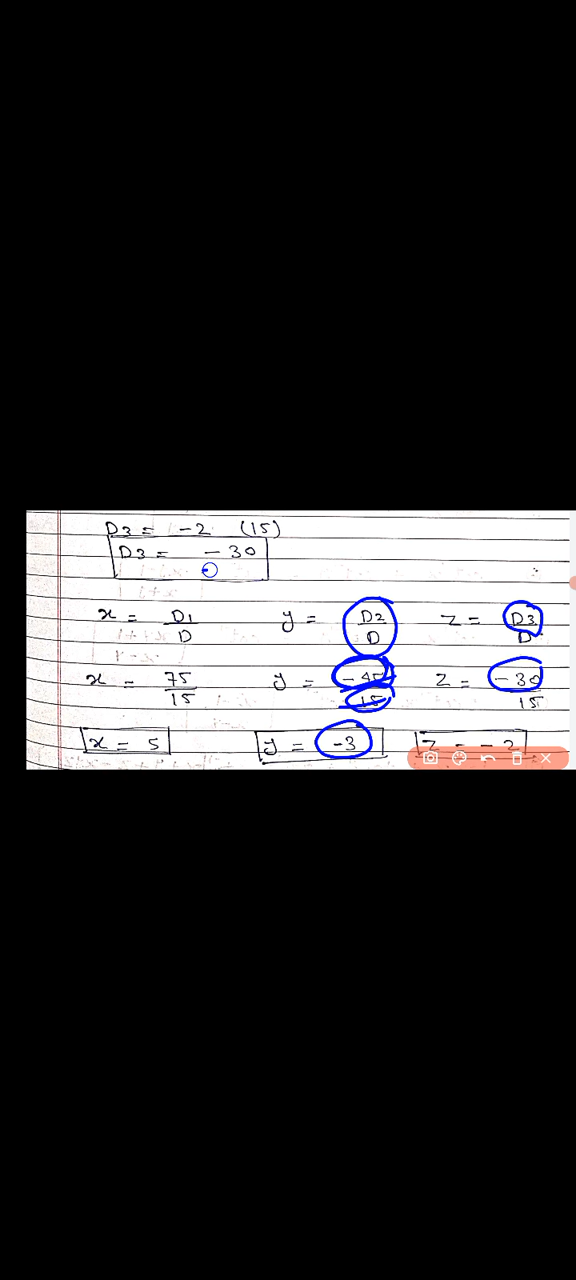 D3 = -2 (15)
D3 = -30
x = D1/D y = D2/D z = D3/D
x = 75/15 y = -45/15 z = -30/15
x = 5 y = -3 z = -2